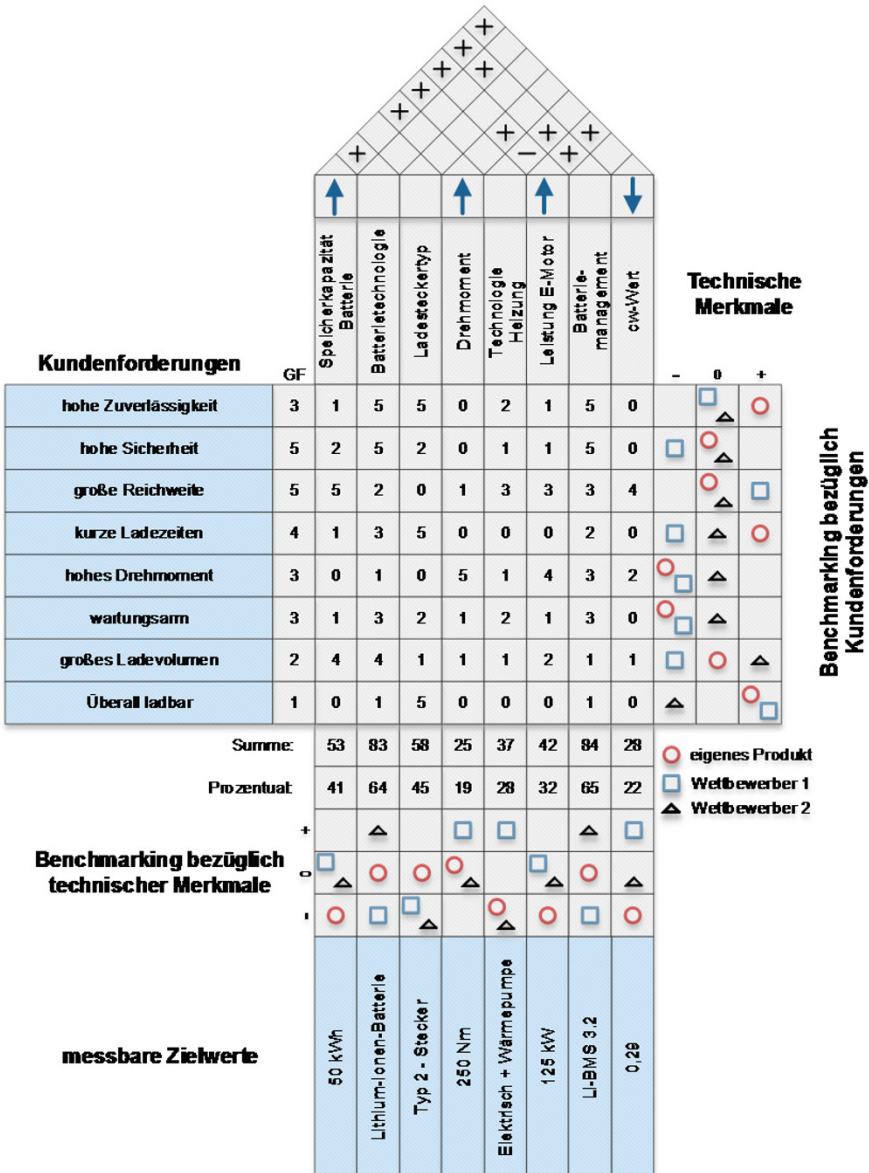 +
+
+
+ +
+
+
+ + +
+ − +
Speicherkapazität
Batterie
Batterietechnologie
Ladesteckertyp
Drehmoment
Technologie
Heizung
Leistung E-Motor
Batterie-
management
cw-Wert
Technische
Merkmale
Kundenforderungen
GF
- 0 +
hohe Zuverlässigkeit 3 1 5 5 0 2 1 5 0
hohe Sicherheit 5 2 5 2 0 1 1 5 0
große Reichweite 5 5 2 0 1 3 3 3 4
kurze Ladezeiten 4 1 3 5 0 0 0 2 0
hohes Drehmoment 3 0 1 0 5 1 4 3 2
wartungsarm 3 1 3 2 1 2 1 3 0
großes Ladevolumen 2 4 4 1 1 1 2 1 1
Überall ladbar 1 0 1 5 0 0 0 1 0
Benchmarking bezüglich
Kundenforderungen
Summe: 53 83 58 25 37 42 84 28
Prozentual: 41 64 45 19 28 32 65 22
eigenes Produkt
Wettbewerber 1
Wettbewerber 2
+
0
-
Benchmarking bezüglich
technischer Merkmale
messbare Zielwerte
50 kWh
Lithium-Ionen-Batterie
Typ 2 - Stecker
250 Nm
Elektrisch + Wärmepumpe
125 kW
LI-BMS 3.2
0,29